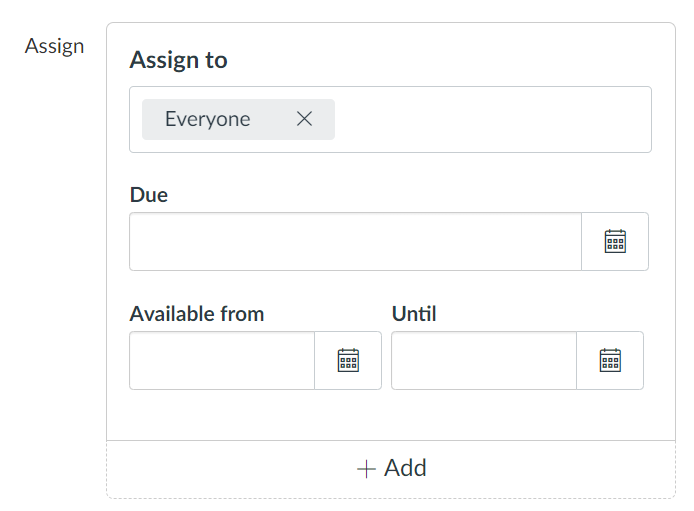 Assign
Assign to
Everyone
Due
Available from
Until
Add